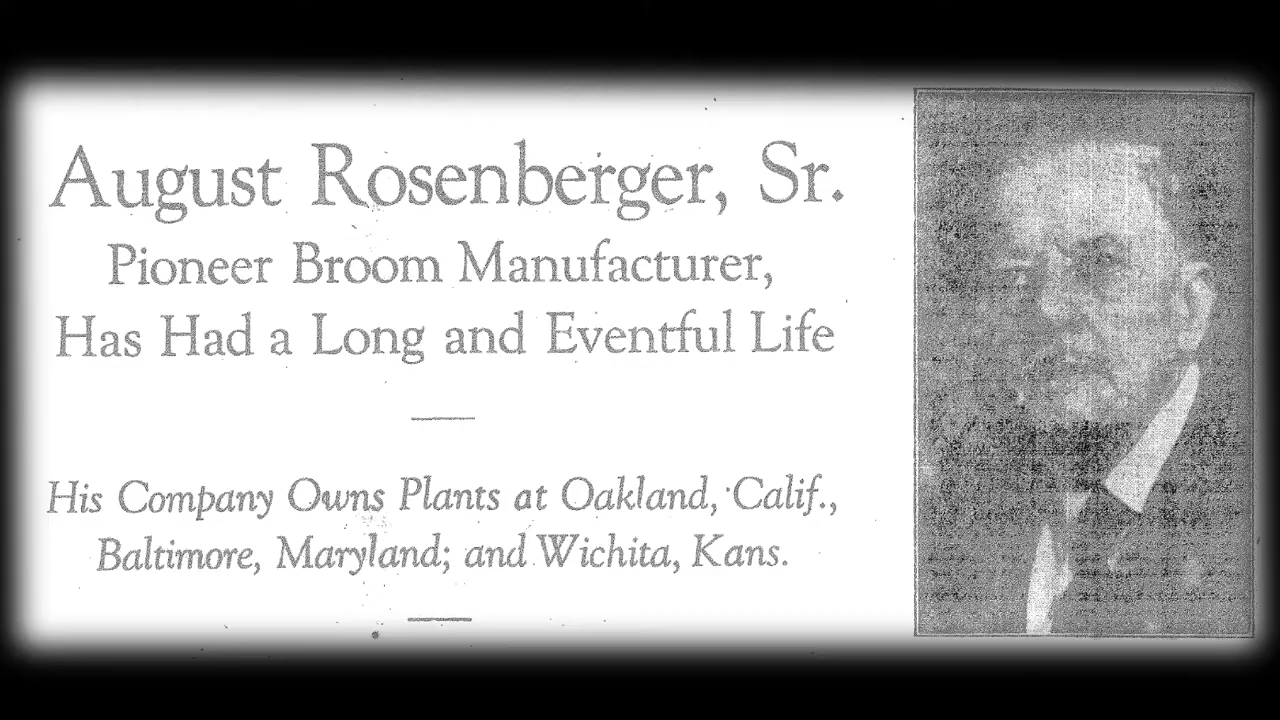 August Rosenberger, Sr.
Pioneer Broom Manufacturer,
Has Had a Long and Eventful Life
His Company Owns Plants at Oakland, Calif.,
Baltimore, Maryland; and Wichita, Kans.